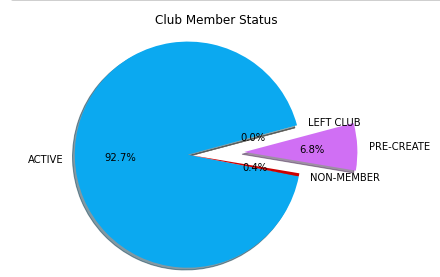 Club Member Status
LEFT CLUB
0.0%
PRE-CREATE
6.8%
ACTIVE
92.7%
0.4%
NON-MEMBER